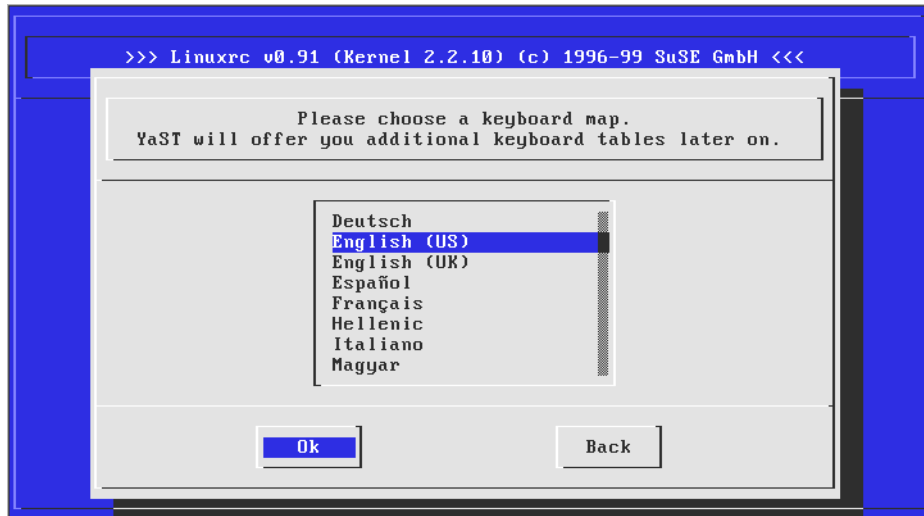 >>> Linuxrc v0.91 (Kernel 2.2.10) (c) 1996-99 SuSE GmbH <<<
Please choose a keyboard map.
YaST will offer you additional keyboard tables later on.
Deutsch
English (US)
English (UK)
Español
Français
Hellenic
Italiano
Magyar
Ok
Back